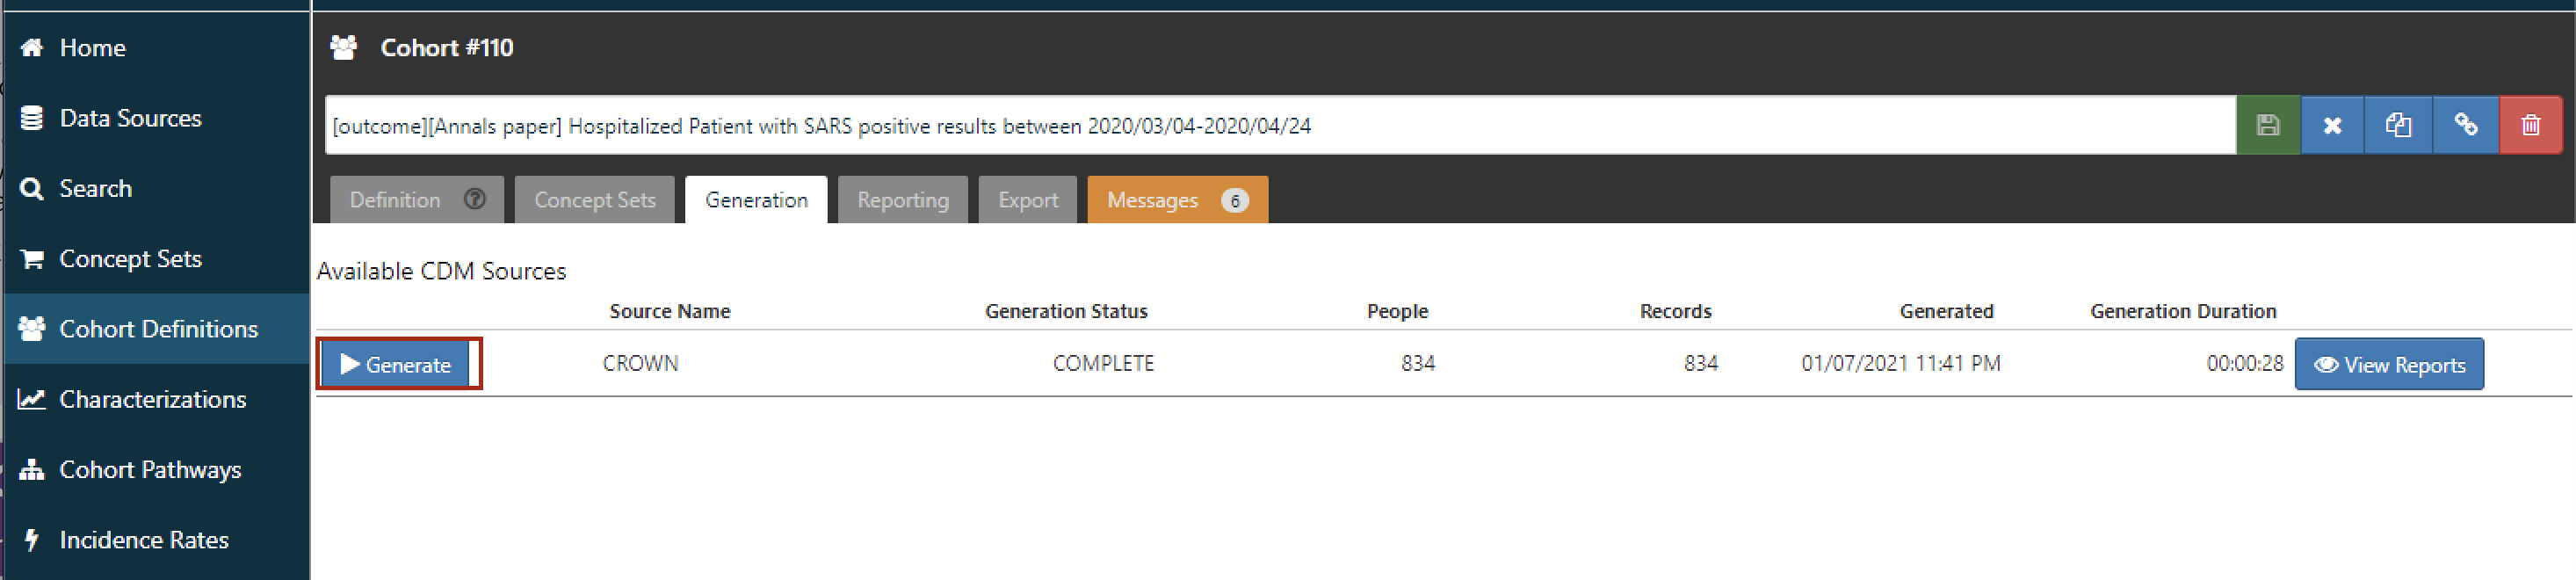 Home
Data Sources
Search
Concept Sets
Cohort Definitions
Characterizations
Cohort Pathways
Incidence Rates
Cohort #110
[outcome][Annals paper] Hospitalized Patient with SARS positive results between 2020/03/04-2020/04/24
Definition ? Concept Sets Generation Reporting Export Messages 6
Available CDM Sources
Source Name Generation Status People Records Generated Generation Duration
Generate CROWN COMPLETE 834 834 01/07/2021 11:41 PM 00:00:28 View Reports